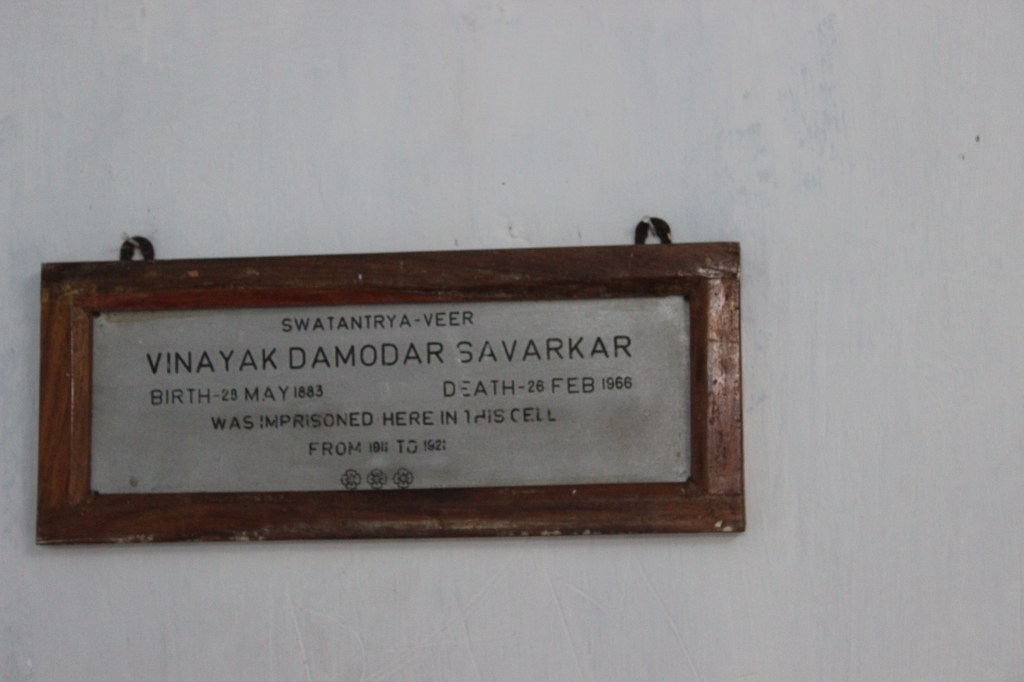 SWATANTRYA-VEER
VINAYAK DAMODAR SAVARKAR
BIRTH-28 MAY 1883 DEATH-26 FEB 1966
WAS IMPRISONED HERE IN THIS CELL
FROM 1911 TO 1921